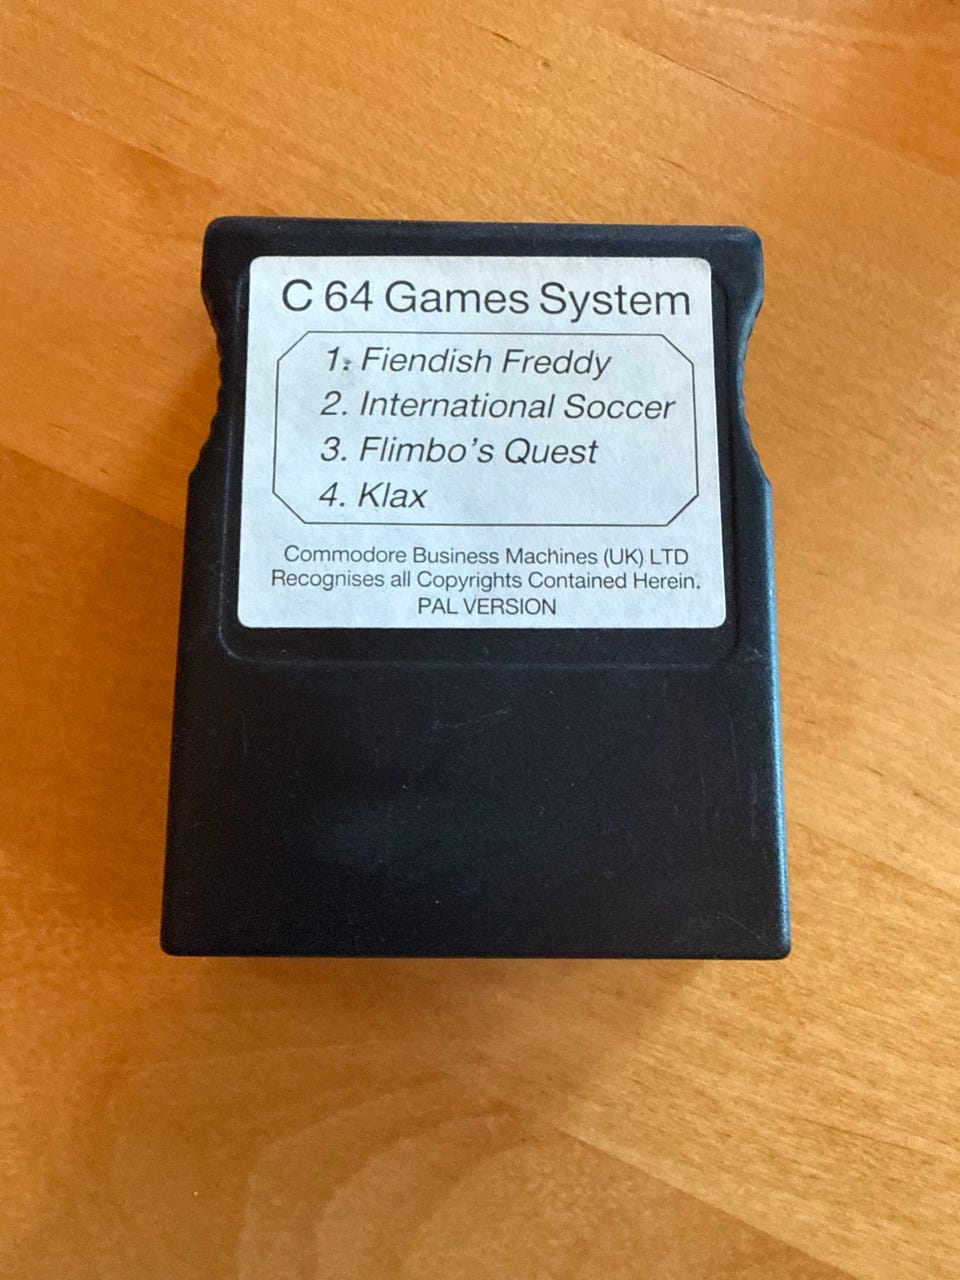 C 64 Games System
1. Fiendish Freddy
2. International Soccer
3. Flimbo's Quest
4. Klax
Commodore Business Machines (UK) LTD
Recognises all Copyrights Contained Herein.
PAL VERSION